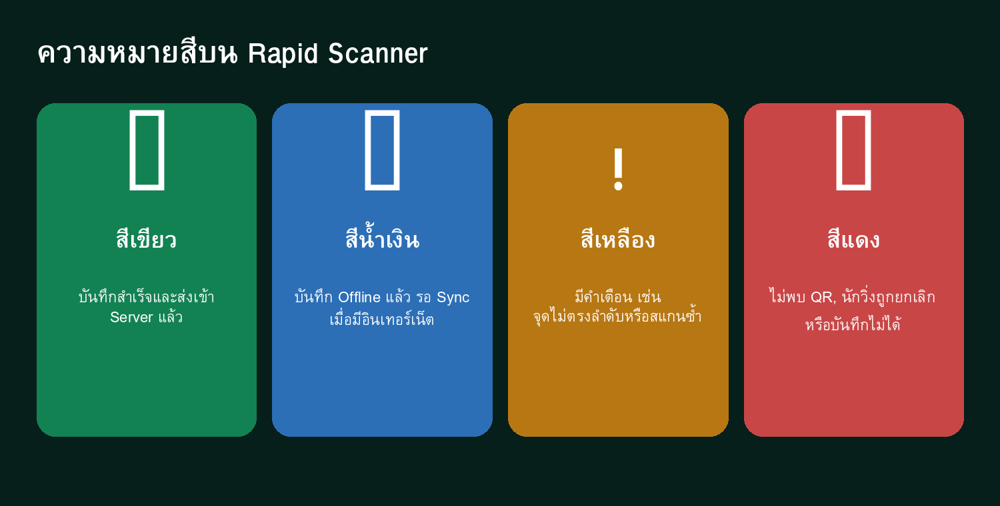 ความหมายสีบน Rapid Scanner
!
สีเขียว
บันทึกสำเร็จและส่งเข้า
Server แล้ว
สีน้ำเงิน
บันทึก Offline แล้ว รอ Sync
เมื่อมีอินเทอร์เน็ต
สีเหลือง
มีคำเตือน เช่น
จุดไม่ตรงลำดับหรือสแกนซ้ำ
สีแดง
ไม่พบ QR, นักวิ่งถูกยกเลิก
หรือบันทึกไม่ได้